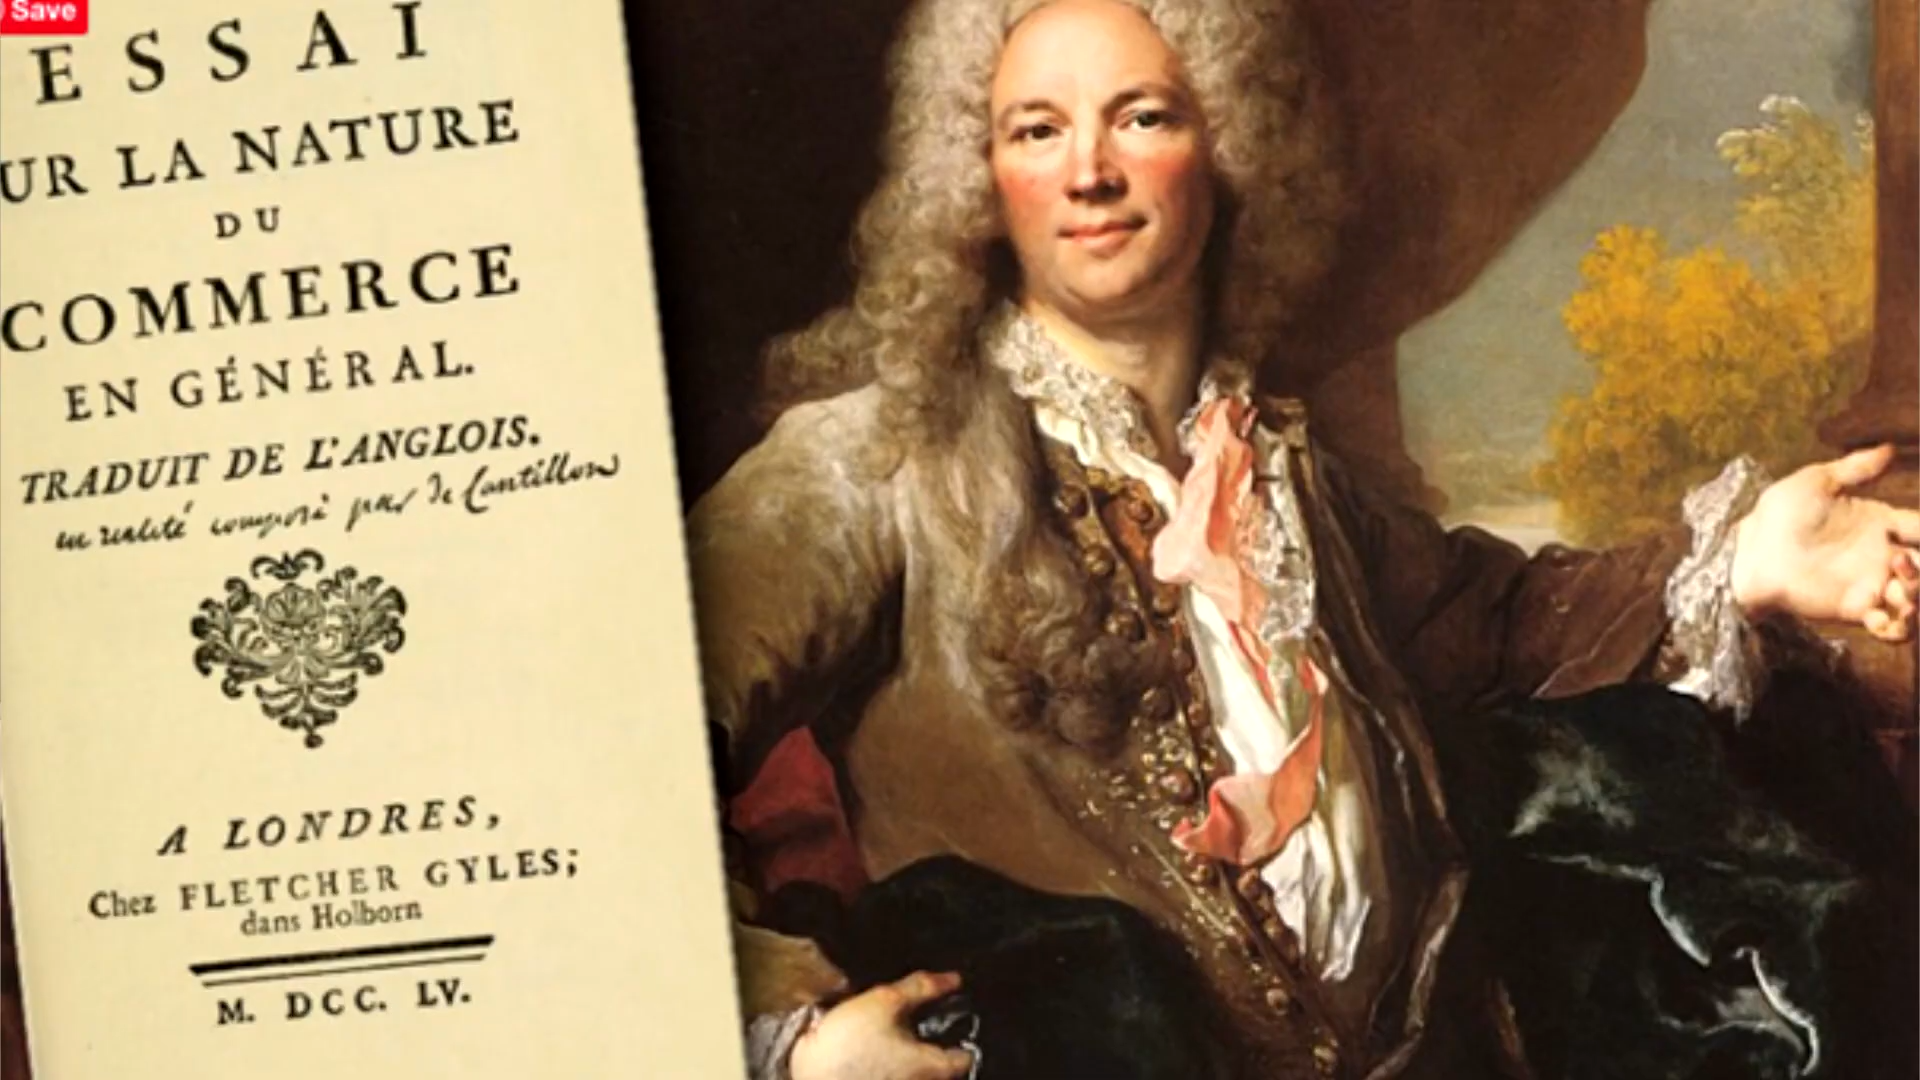 Save
ESSAI
UR LA NATURE
DU
COMMERCE
EN GÉNÉRAL.
TRADUIT DE L'ANGLOIS.
en realité composé par de Cantillon
A LONDRES,
Chez FLETCHER GYLES;
dans Holborn
M. DCC. LV.